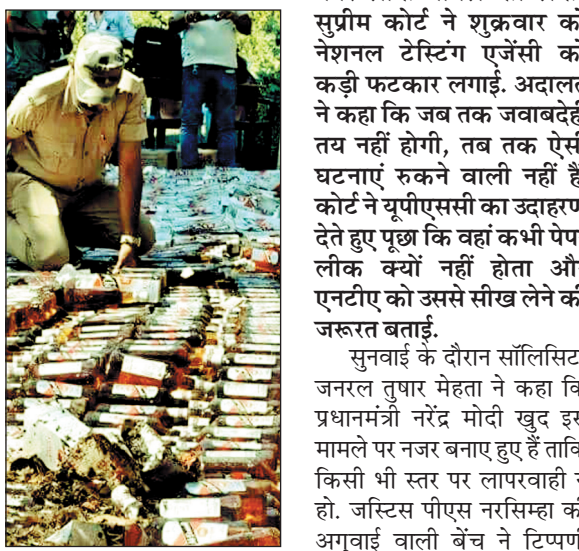 सुप्रीम कोर्ट ने शुक्रवार को
नेशनल टेस्टिंग एजेंसी को
कड़ी फटकार लगाई. अदालत
ने कहा कि जब तक जवाबदेही
तय नहीं होगी, तब तक ऐसी
घटनाएं रुकने वाली नहीं हैं
कोर्ट ने यूपीएससी का उदाहरण
देते हुए पूछा कि वहां कभी पेपर
लीक क्यों नहीं होता और
एनटीए को उससे सीख लेने की
जरूरत बताई.
सुनवाई के दौरान सॉलिसिटर
जनरल तुषार मेहता ने कहा कि
प्रधानमंत्री नरेंद्र मोदी खुद इस
मामले पर नजर बनाए हुए हैं ताकि
किसी भी स्तर पर लापरवाही न
हो. जस्टिस पीएस नरसिम्हा की
अगुवाई वाली बेंच ने टिप्पणी